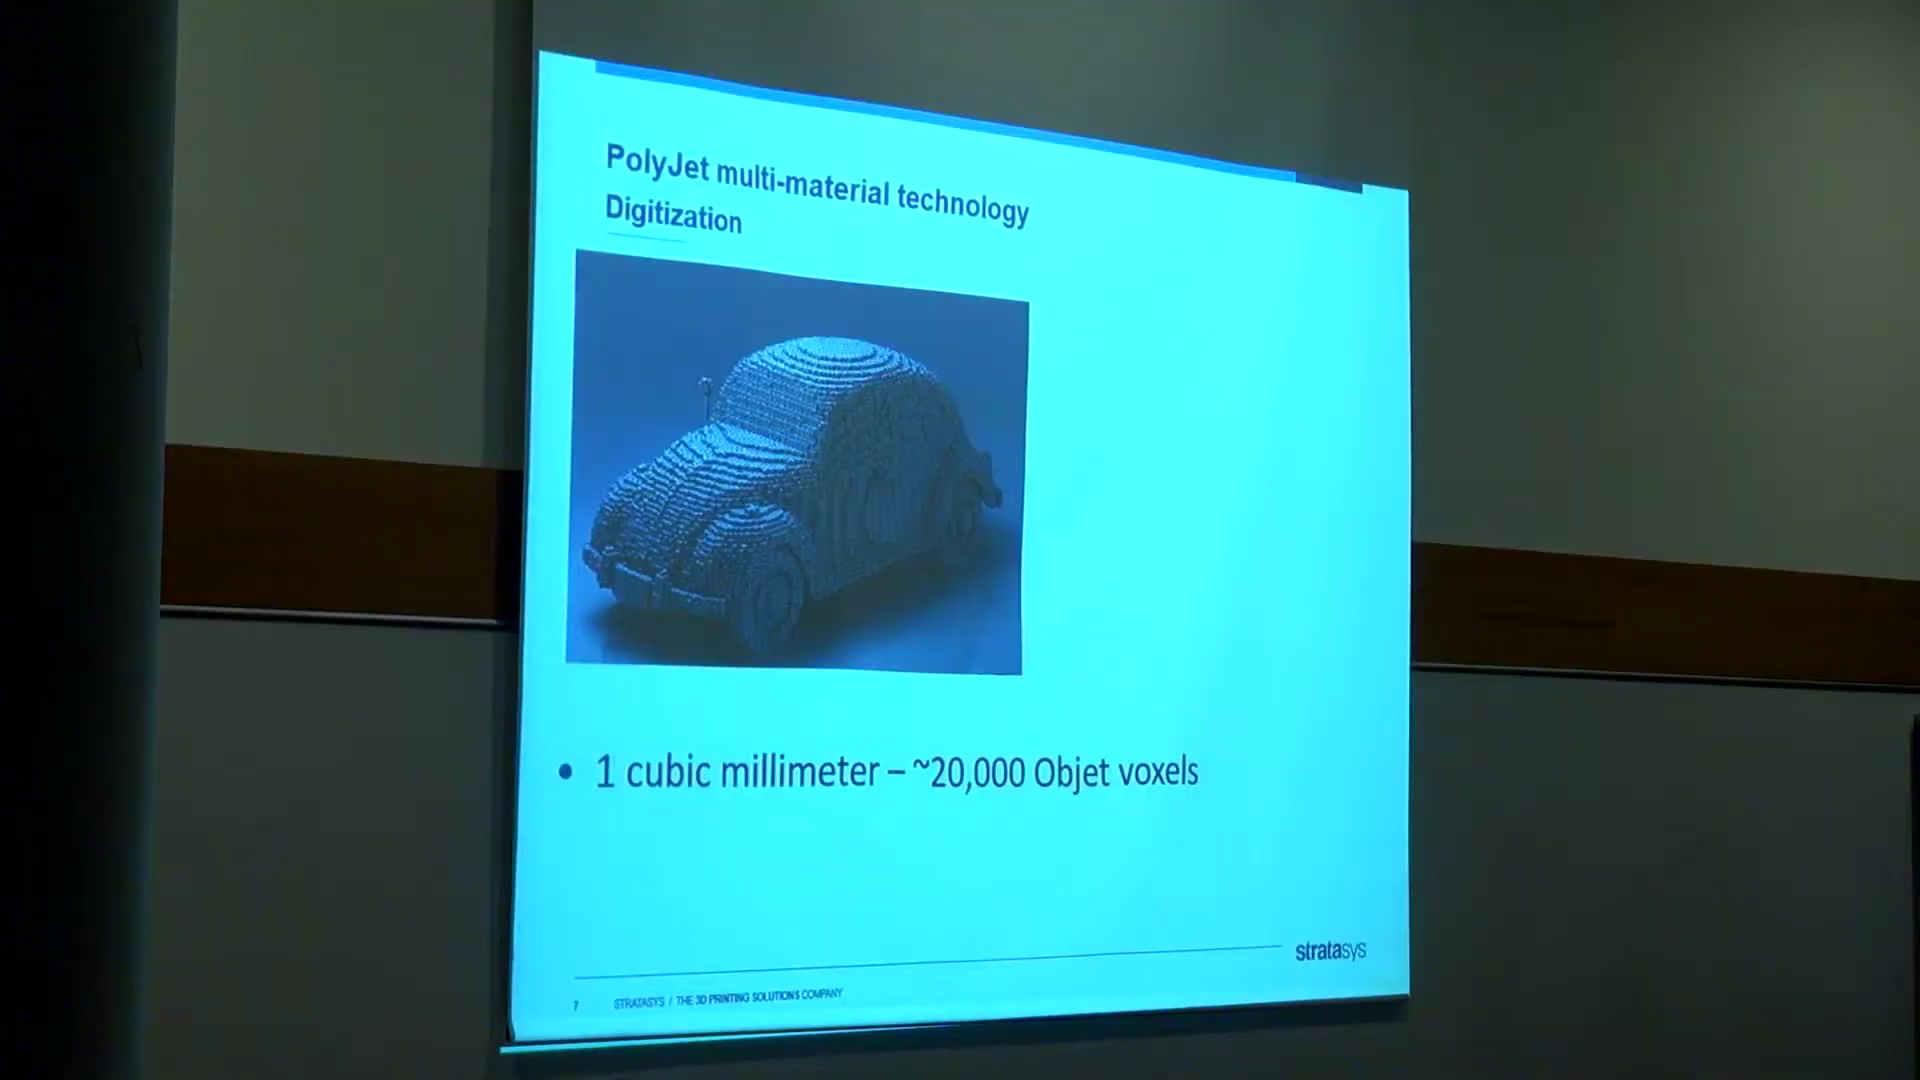 PolyJet multi-material technology
Digitization
• 1 cubic millimeter – ~20,000 Objet voxels
stratasys
7 STRATASYS / THE 3D PRINTING SOLUTIONS COMPANY